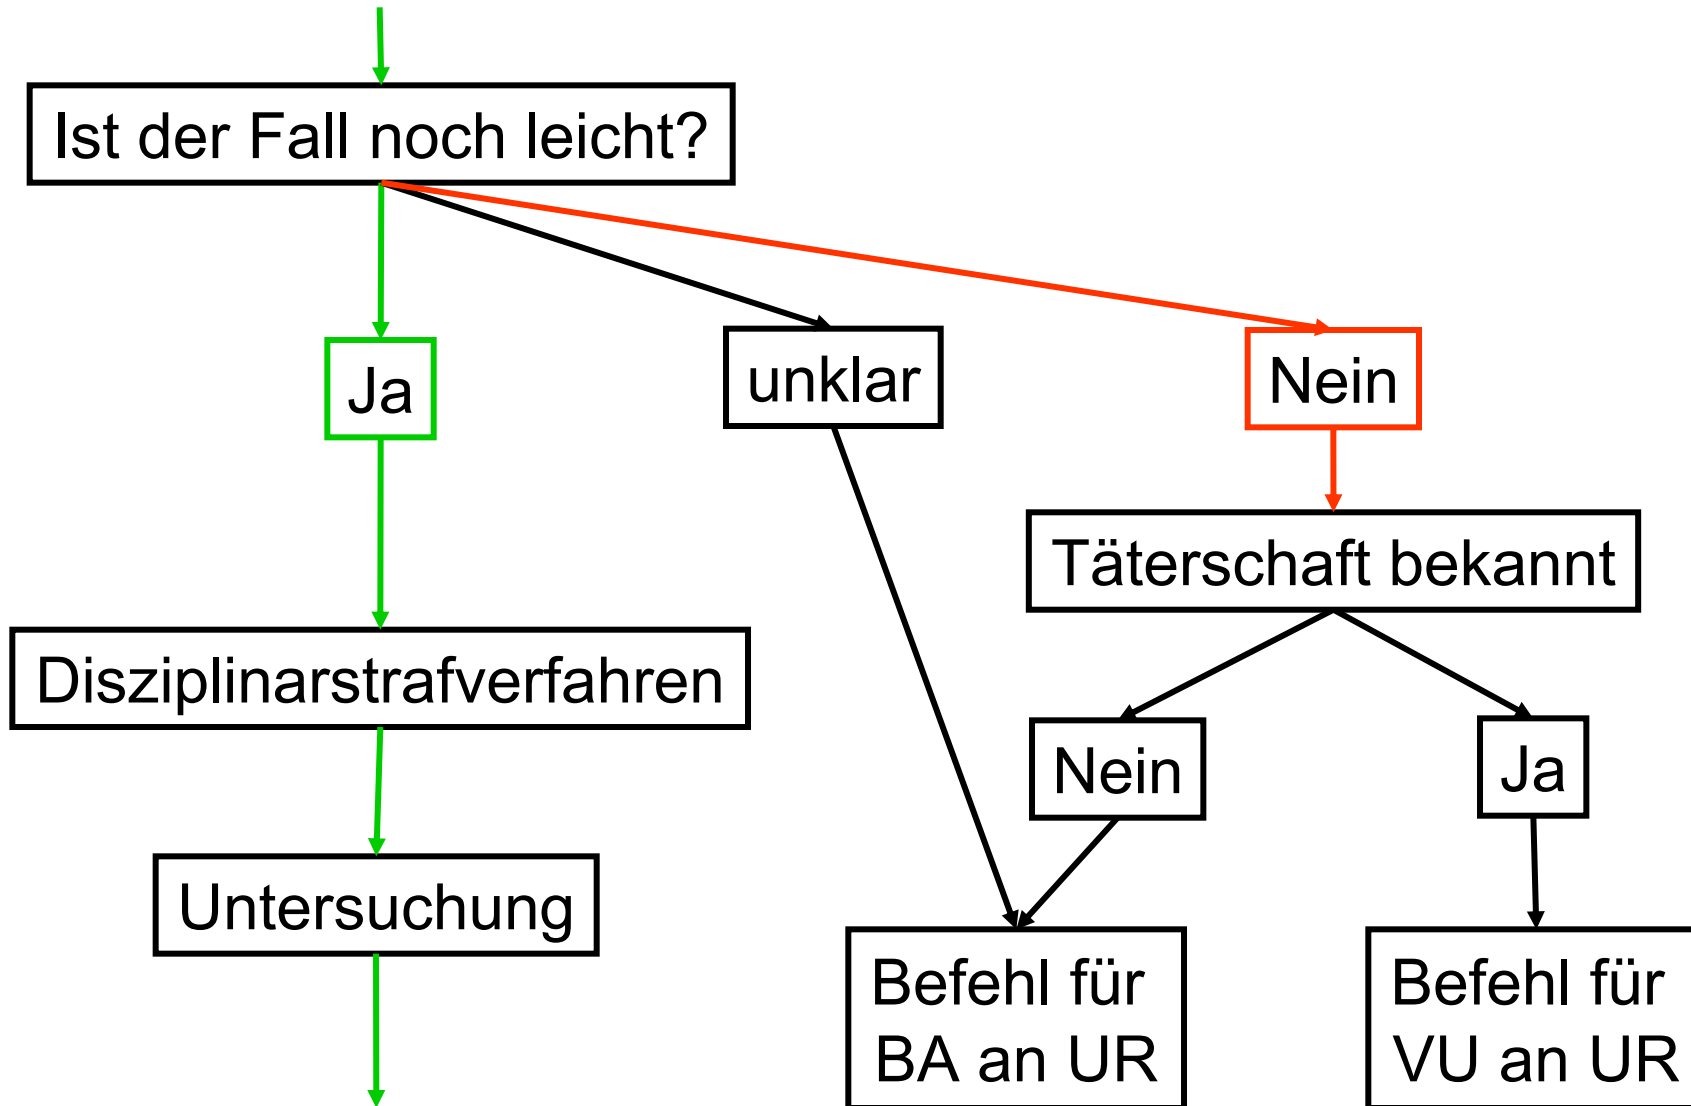 Ist der Fall noch leicht?
Ja
unklar
Nein
Täterschaft bekannt
Disziplinarstrafverfahren
Nein
Ja
Untersuchung
Befehl für
BA an UR
Befehl für
VU an UR